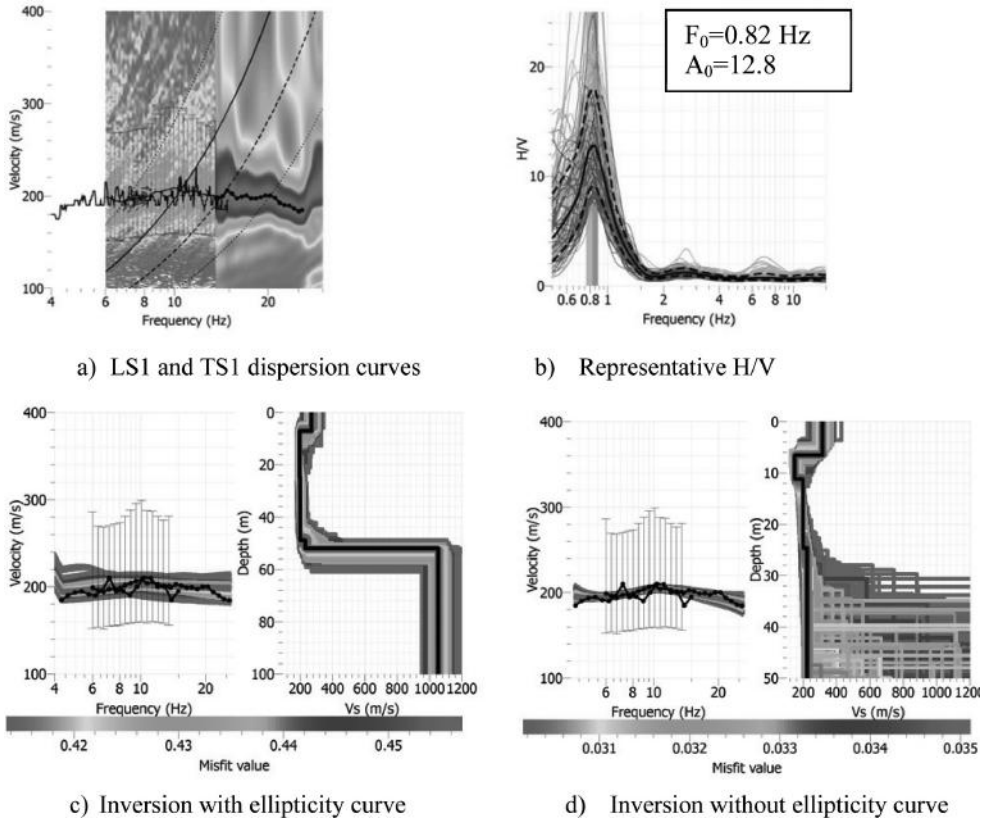 400
300
200
100
Velocity (m/s)
4
6
8
10
20
Frequency (Hz)
20
10
0
H/V
0.6
0.8
1
2
4
6
8
10
Frequency (Hz)
F₀=0.82 Hz
A₀=12.8
a) LS1 and TS1 dispersion curves
b) Representative H/V
400
300
200
100
Velocity (m/s)
4
6
8
10
20
Frequency (Hz)
0
20
40
60
80
100
Depth (m)
200 400 600 800 1000 1200
Vs (m/s)
0.42 0.43 0.44 0.45
Misfit value
c) Inversion with ellipticity curve
400
300
200
100
Velocity (m/s)
6
8
10
20
Frequency (Hz)
0
10
20
30
40
50
Depth (m)
200 400 600 800 1000 1200
Vs (m/s)
0.031 0.032 0.033 0.034 0.035
Misfit value
d) Inversion without ellipticity curve